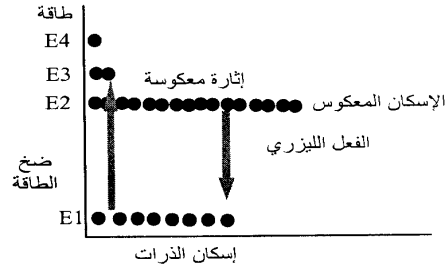 طاقة
E4
E3
إثارة معكوسة
E2
الإسكان المعكوس
الفعل الليزري
ضخ
الطاقة
E1
إسكان الذرات